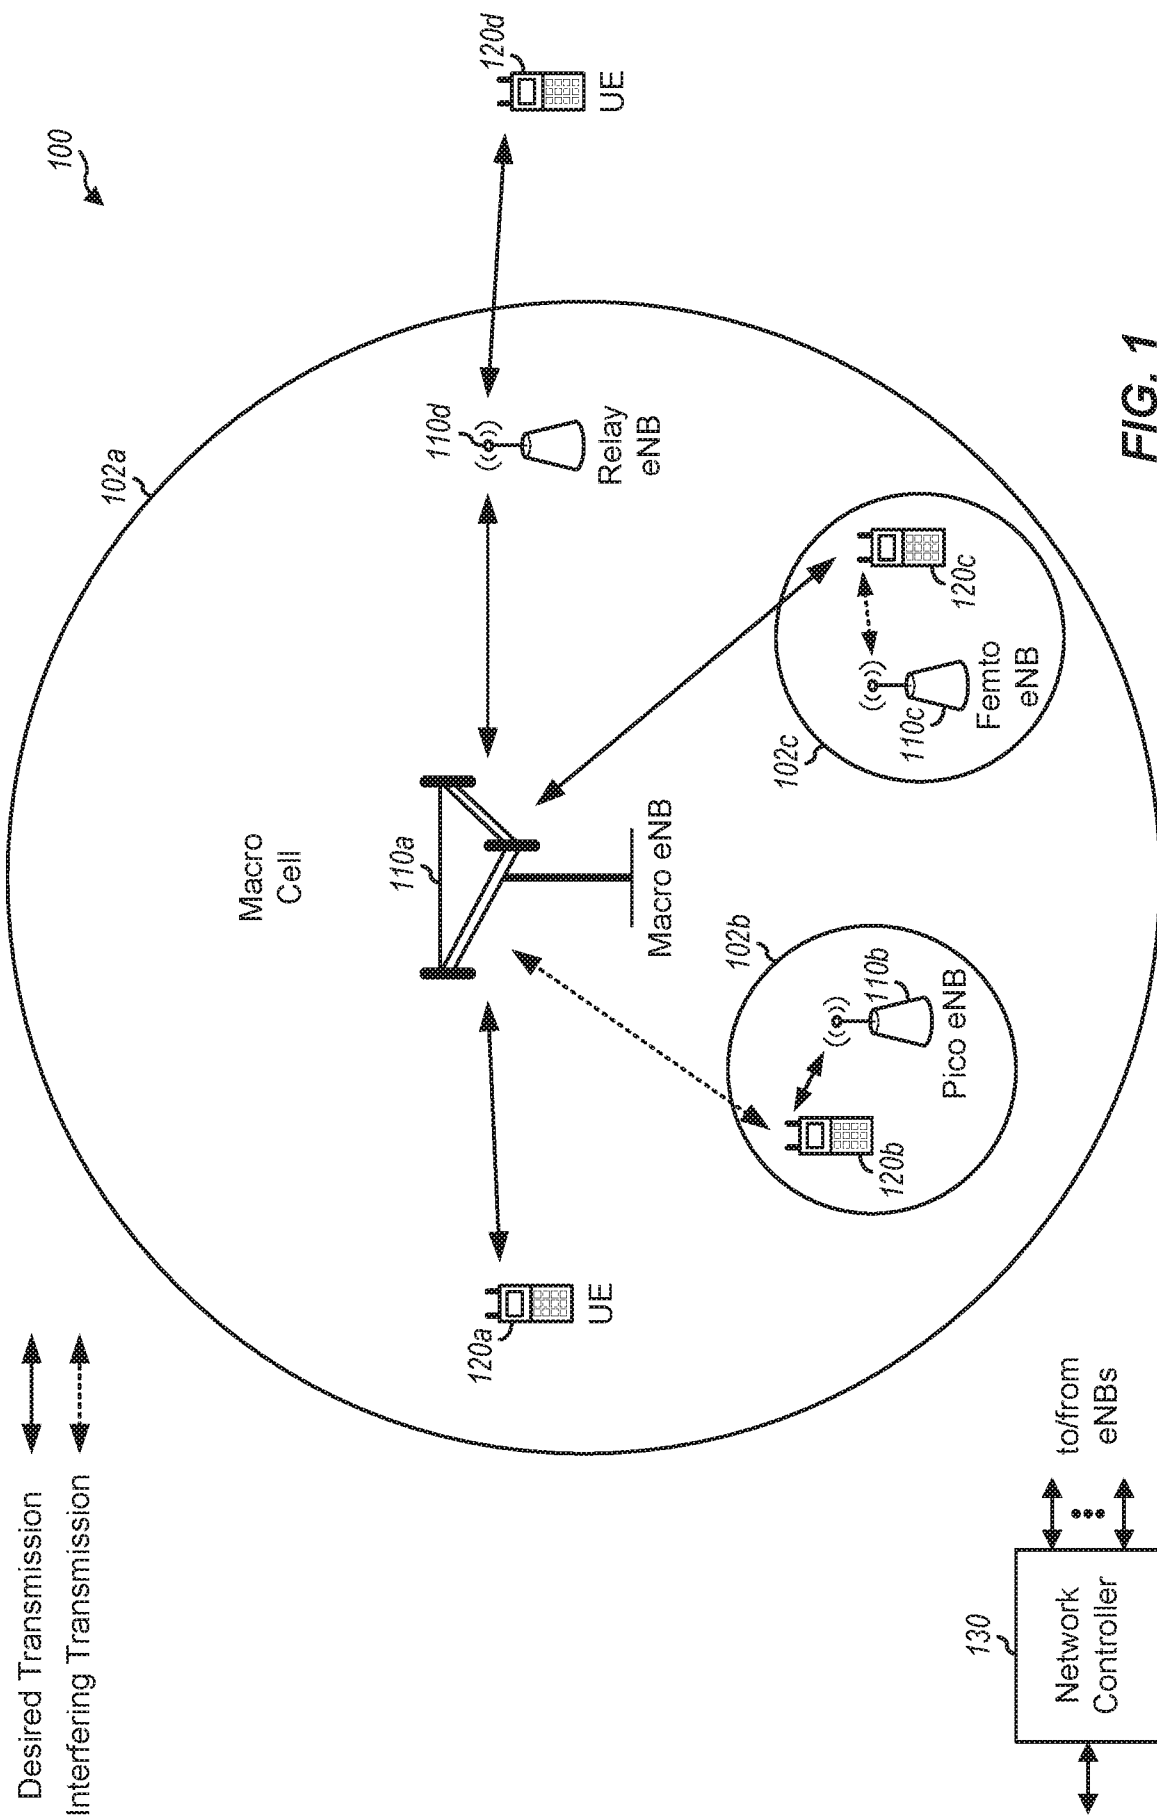 Desired Transmission
Interfering Transmission
100
102a
Macro
Cell
110a
Macro eNB
120a
UE
110d
Relay
eNB
120d
UE
102b
120b
110b
Pico eNB
102c
110c
Femto
eNB
120c
130
Network
Controller
to/from
eNBs
FIG. 1